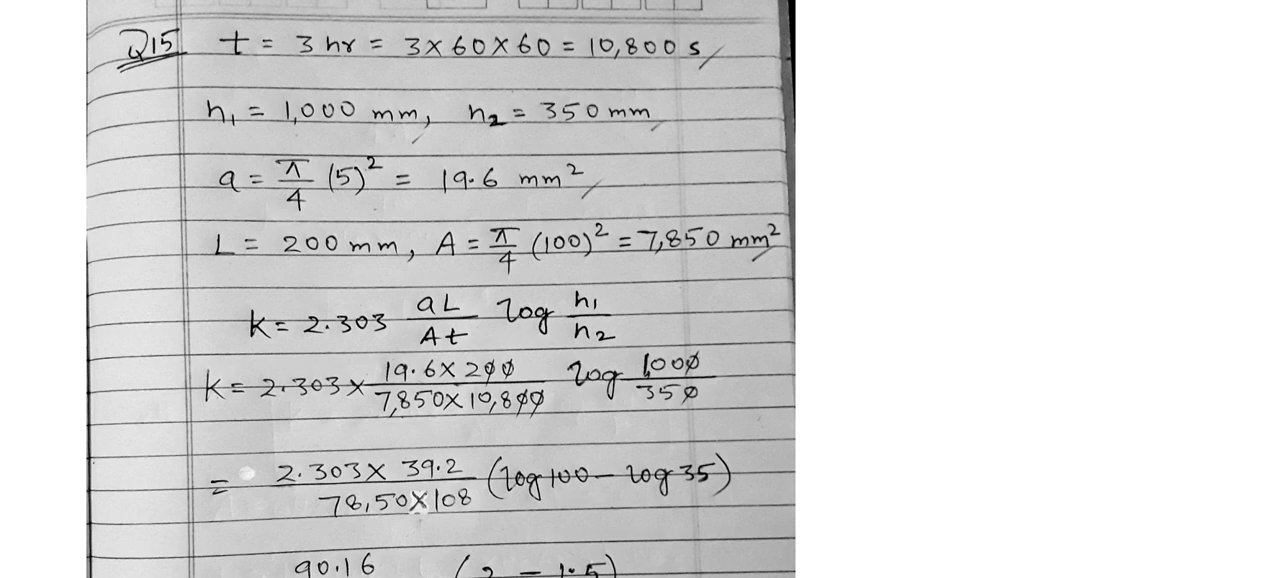 Q15 t = 3 hr = 3×60×60 = 10,800 s
h₁ = 1,000 mm, h₂ = 350 mm
a = π/4 (5)² = 19.6 mm²
L = 200 mm, A = π/4 (100)² = 7,850 mm²
K = 2.303 aL/At log h₁/h₂
K = 2.303 × 19.6×200/7,850×10,800 log 1000/350
= 2.303×39.2/78,50×108 (log 100 – log 35)
90.16 (2 – 1.5)